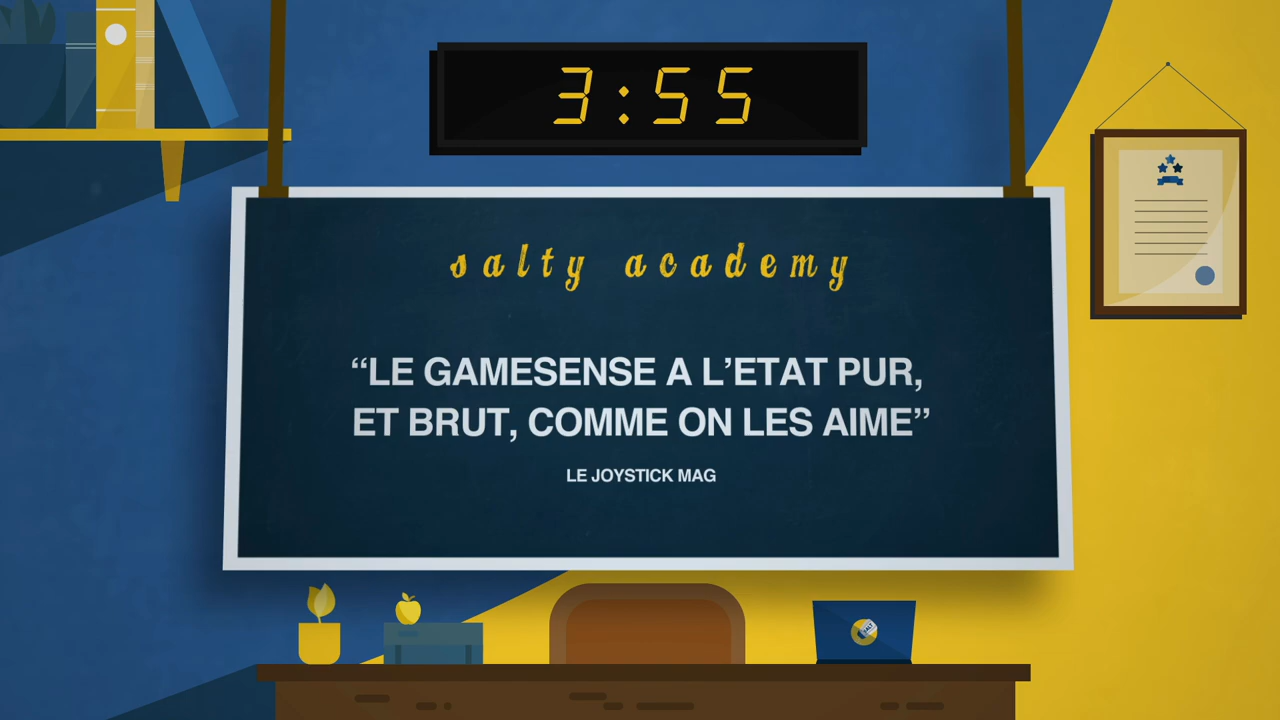 3:55
salty academy
“LE GAMESENSE A L’ETAT PUR,
ET BRUT, COMME ON LES AIME”
LE JOYSTICK MAG